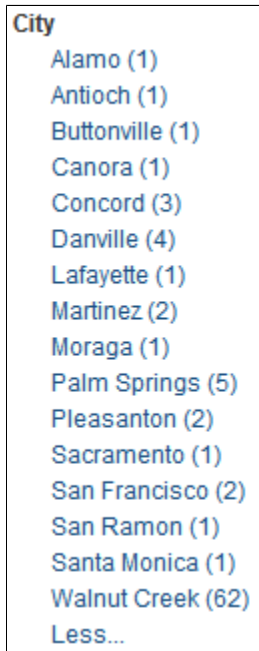 City
Alamo (1)
Antioch (1)
Buttonville (1)
Canora (1)
Concord (3)
Danville (4)
Lafayette (1)
Martinez (2)
Moraga (1)
Palm Springs (5)
Pleasanton (2)
Sacramento (1)
San Francisco (2)
San Ramon (1)
Santa Monica (1)
Walnut Creek (62)
Less...